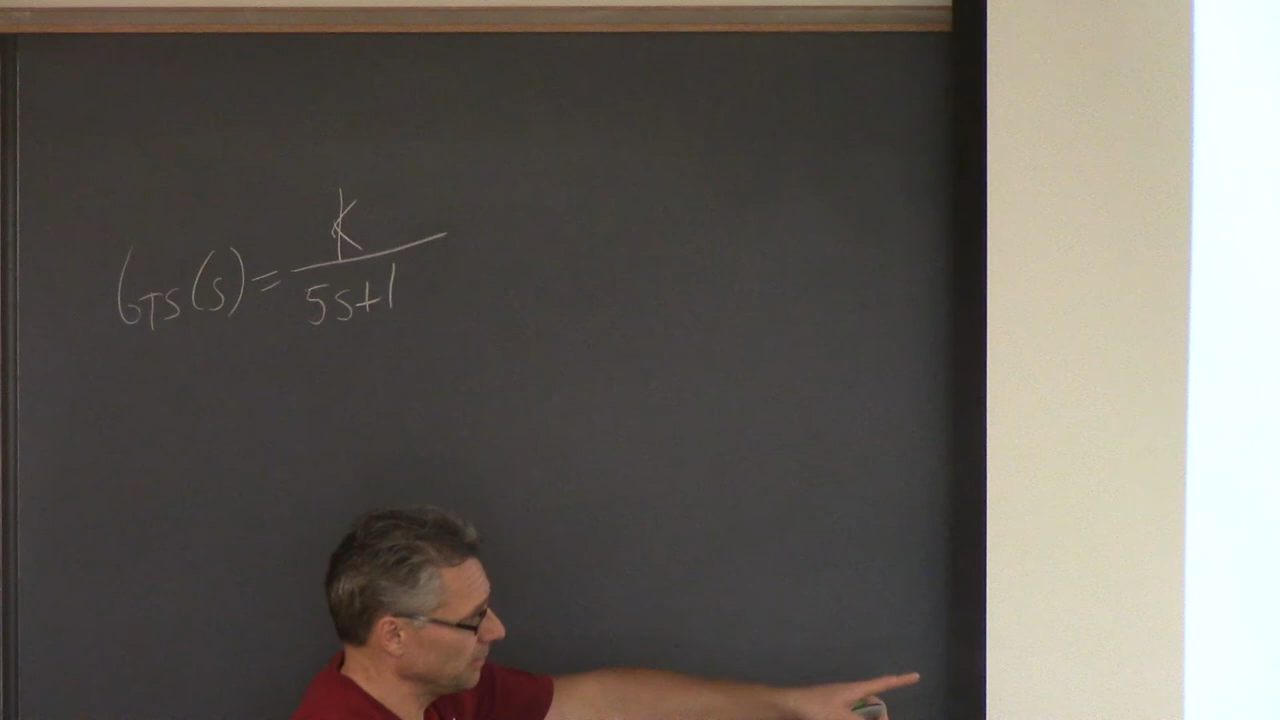 G_TS(s) = K / (5s+1)